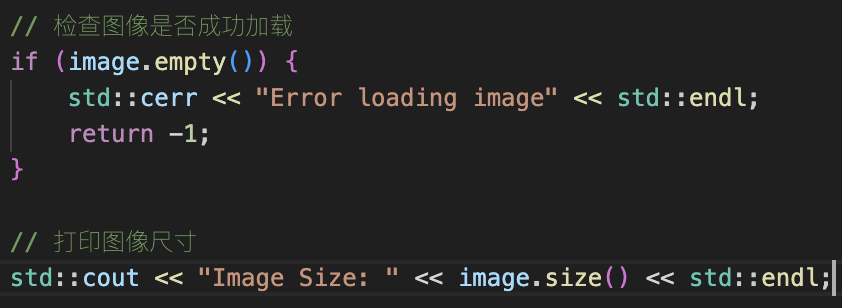 // 检查图像是否成功加载
if (image.empty()) {
    std::cerr << "Error loading image" << std::endl;
    return -1;
}

// 打印图像尺寸
std::cout << "Image Size: " << image.size() << std::endl;